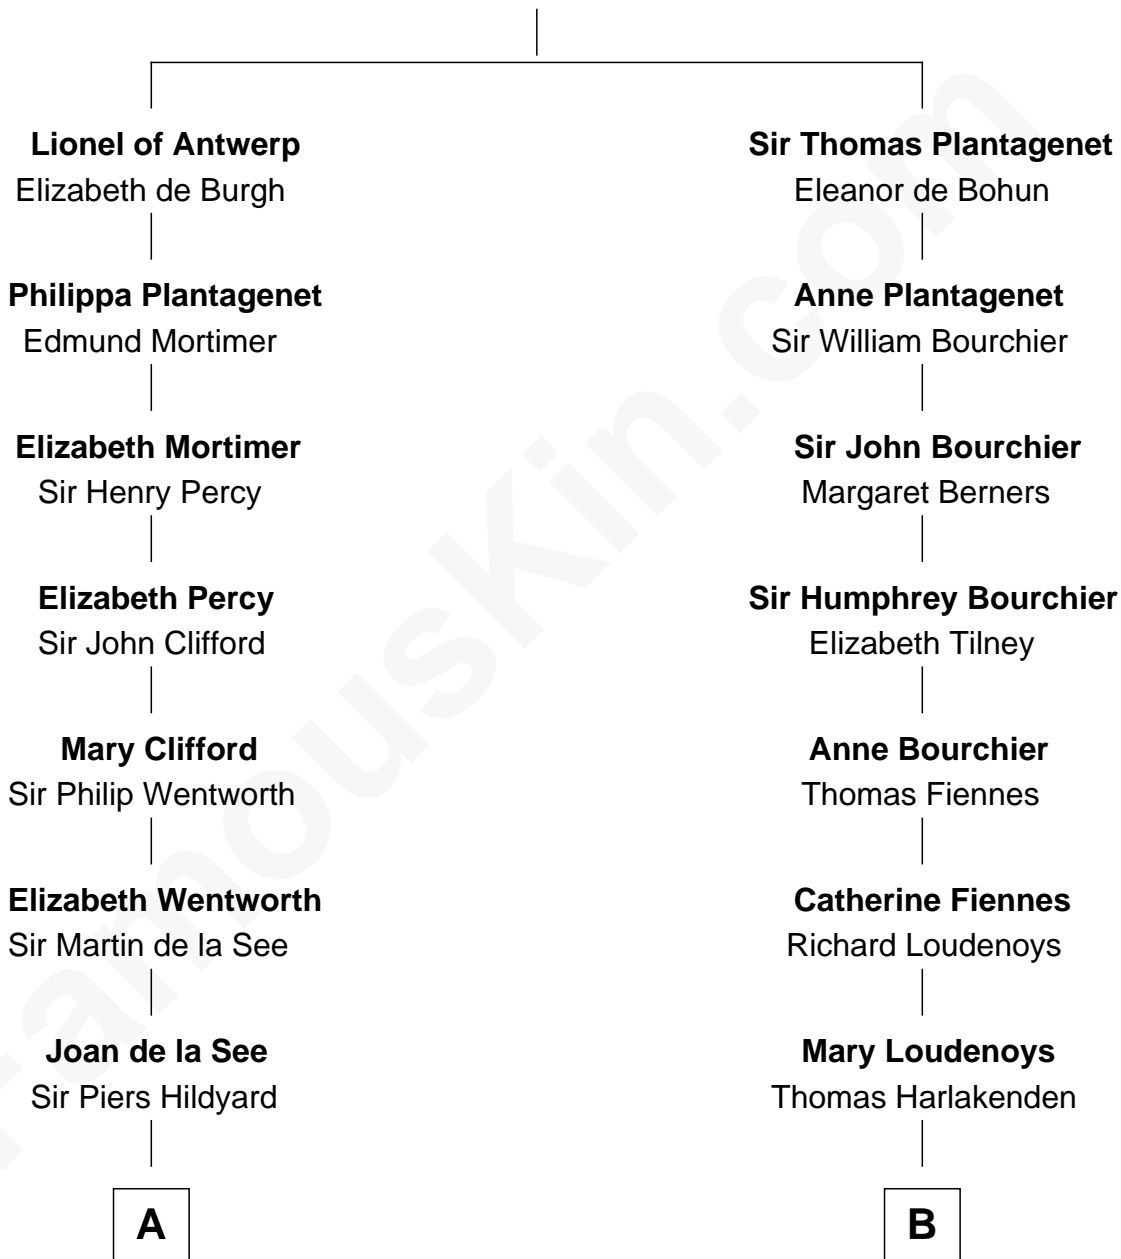 Lionel of Antwerp
Elizabeth de Burgh
Philippa Plantagenet
Edmund Mortimer
Elizabeth Mortimer
Sir Henry Percy
Elizabeth Percy
Sir John Clifford
Mary Clifford
Sir Philip Wentworth
Elizabeth Wentworth
Sir Martin de la See
Joan de la See
Sir Piers Hildyard
A
Sir Thomas Plantagenet
Eleanor de Bohun
Anne Plantagenet
Sir William Bourchier
Sir John Bourchier
Margaret Berners
Sir Humphrey Bourchier
Elizabeth Tilney
Anne Bourchier
Thomas Fiennes
Catherine Fiennes
Richard Loudenoys
Mary Loudenoys
Thomas Harlakenden
B
FamousKin.com